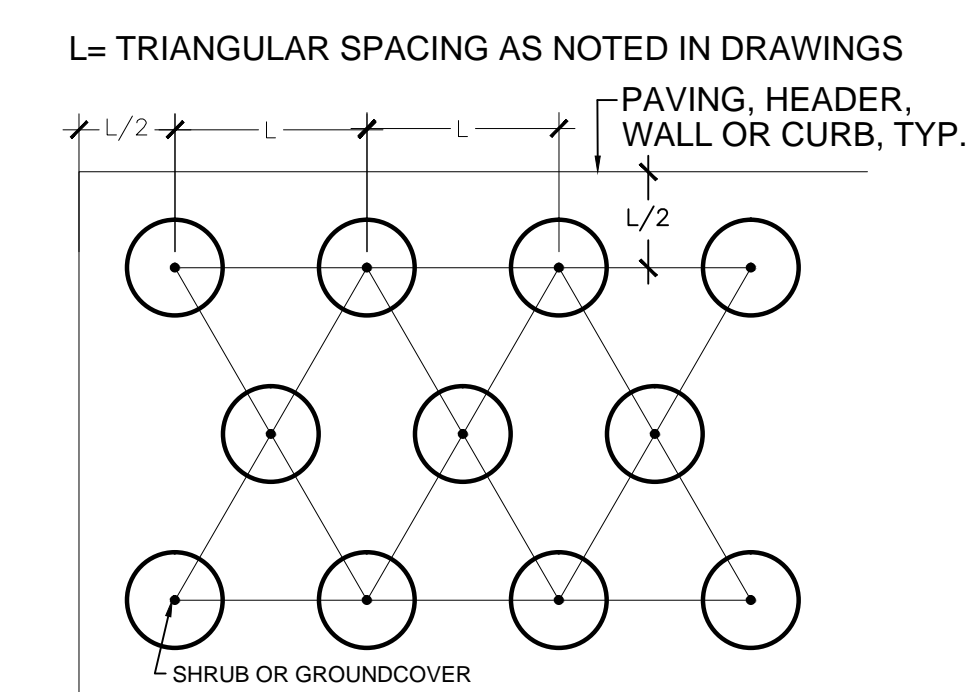 L= TRIANGULAR SPACING AS NOTED IN DRAWINGS
PAVING, HEADER,
WALL OR CURB, TYP.
L/2
L
L
L/2
SHRUB OR GROUNDCOVER